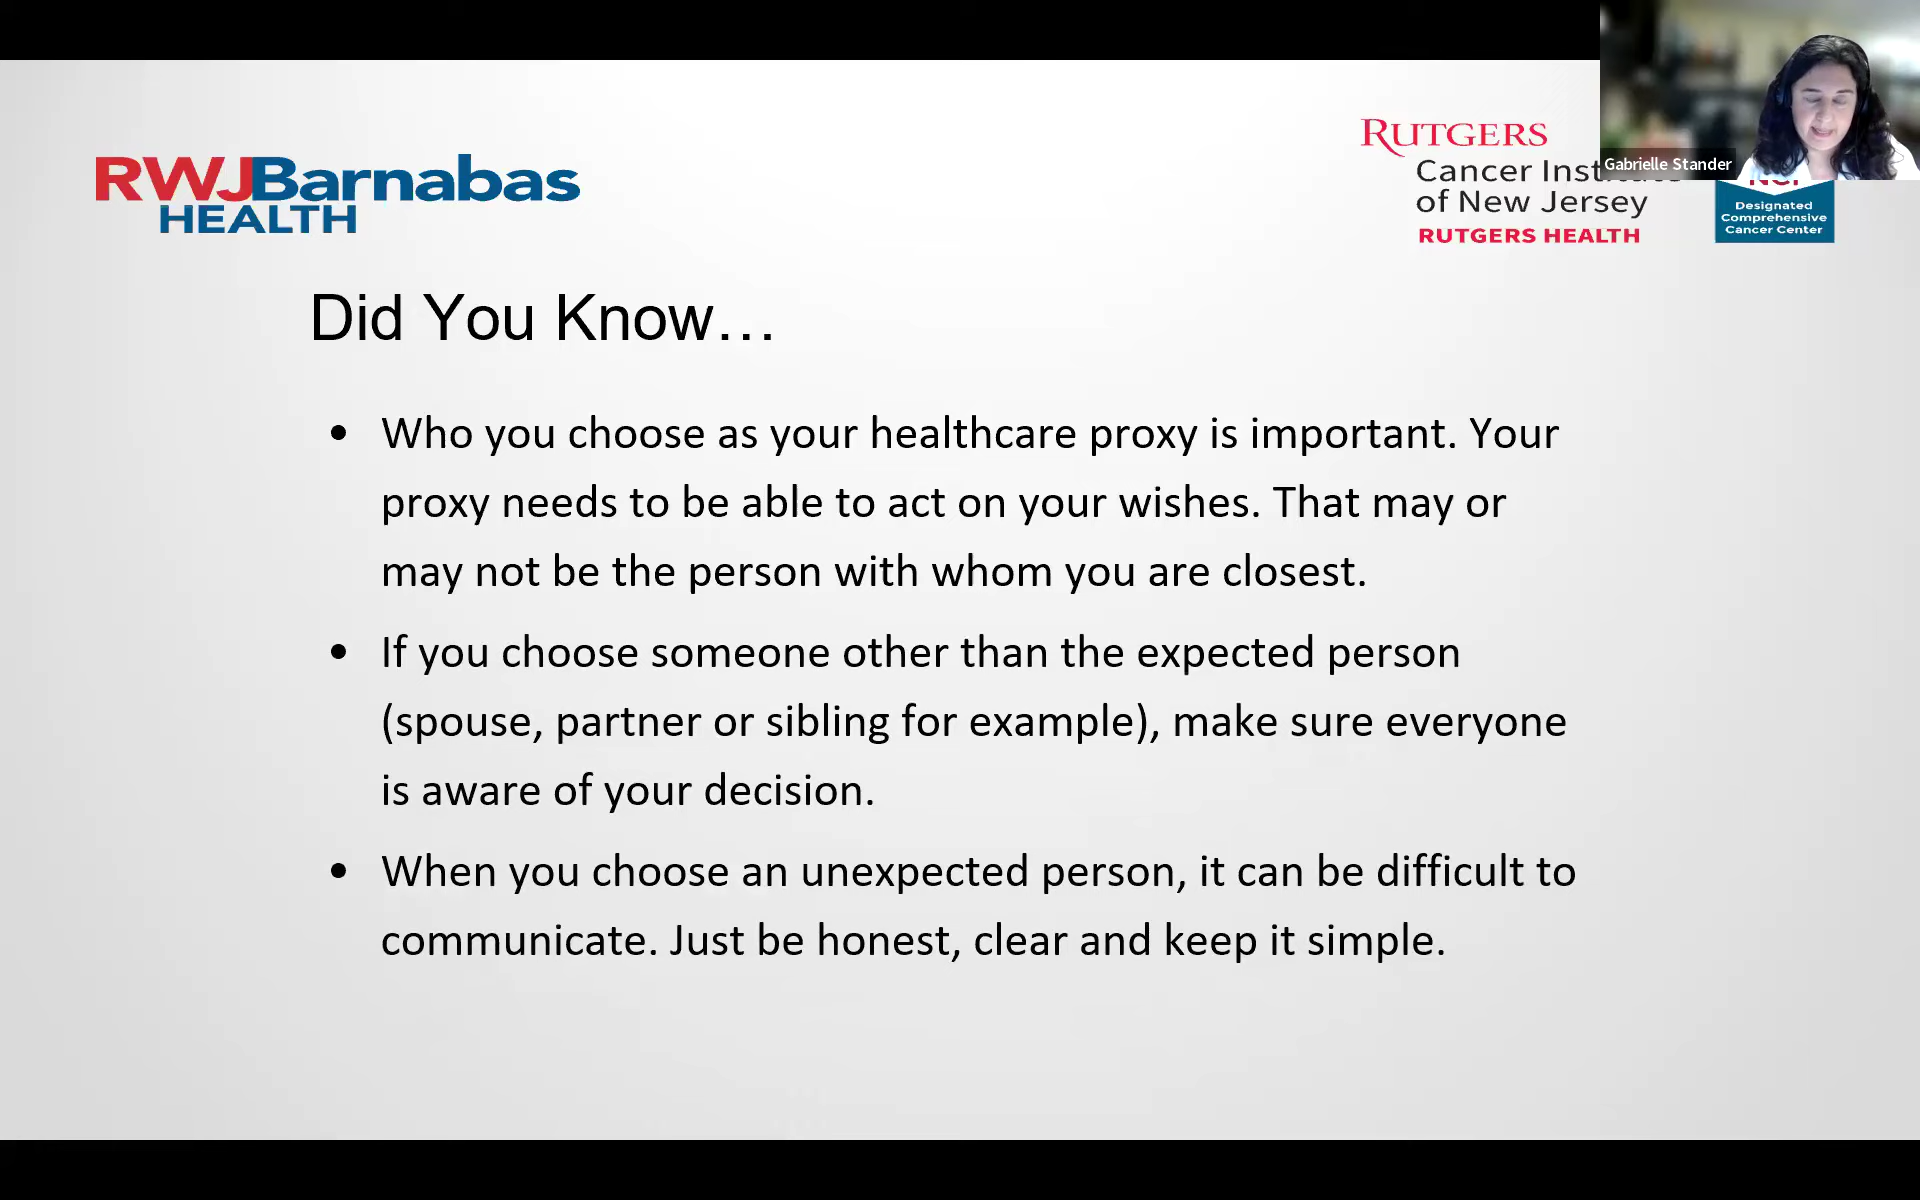 RWJBarnabas
HEALTH
RUTGERS
Cancer Institute
of New Jersey
RUTGERS HEALTH
Gabrielle Stander
NCI
Designated
Comprehensive
Cancer Center
Did You Know…
• Who you choose as your healthcare proxy is important. Your
proxy needs to be able to act on your wishes. That may or
may not be the person with whom you are closest.
• If you choose someone other than the expected person
(spouse, partner or sibling for example), make sure everyone
is aware of your decision.
• When you choose an unexpected person, it can be difficult to
communicate. Just be honest, clear and keep it simple.